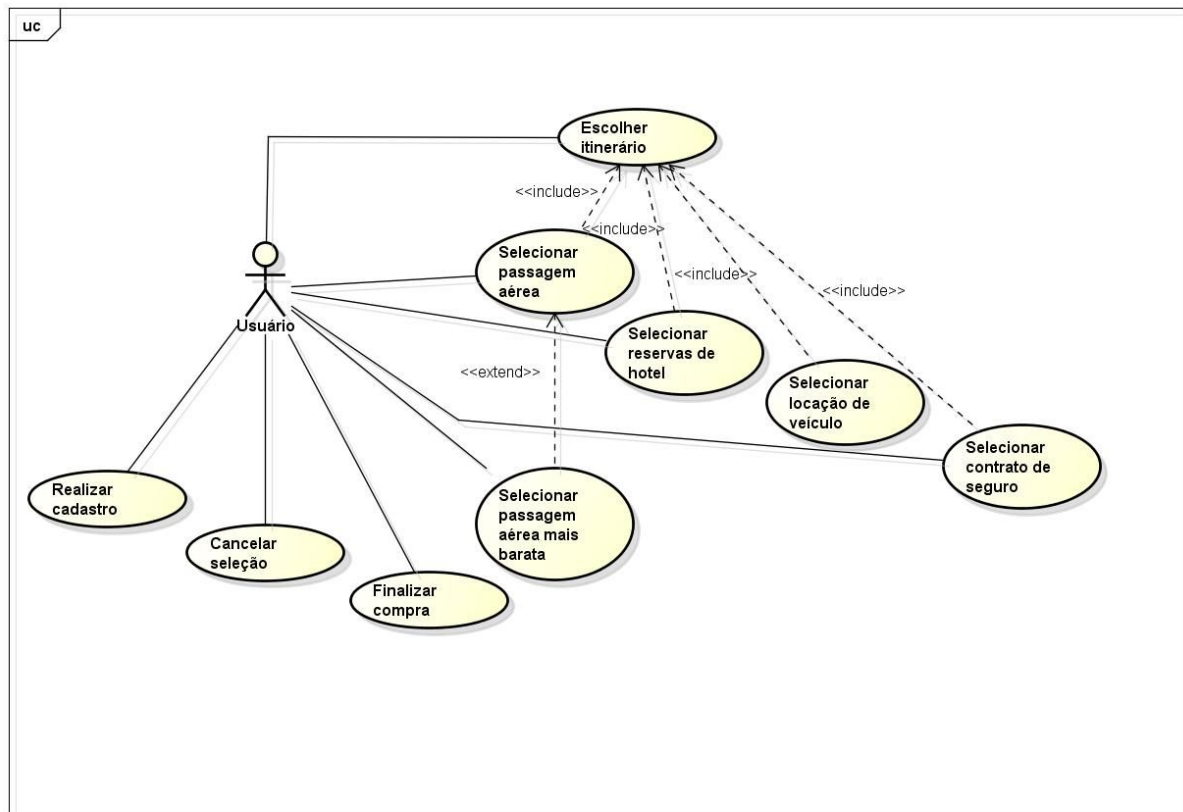 uc
Escolher
itinerário
<<include>>
Selecionar
passagem
aérea
<<include>>
<<include>>
<<include>>
Usuário
Selecionar
reservas de
hotel
<<extend>>
Selecionar
locação de
veículo
Selecionar
contrato de
seguro
Realizar
cadastro
Selecionar
passagem
aérea mais
barata
Cancelar
seleção
Finalizar
compra